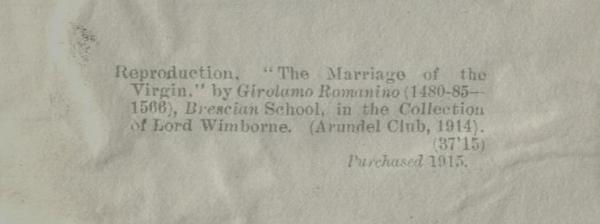 Reproduction, "The Marriage of the
Virgin," by Girolamo Romanino (1480-85—
1566), Brescian School, in the Collection
of Lord Wimborne. (Arundel Club, 1914).
(37'15)
Purchased 1915.